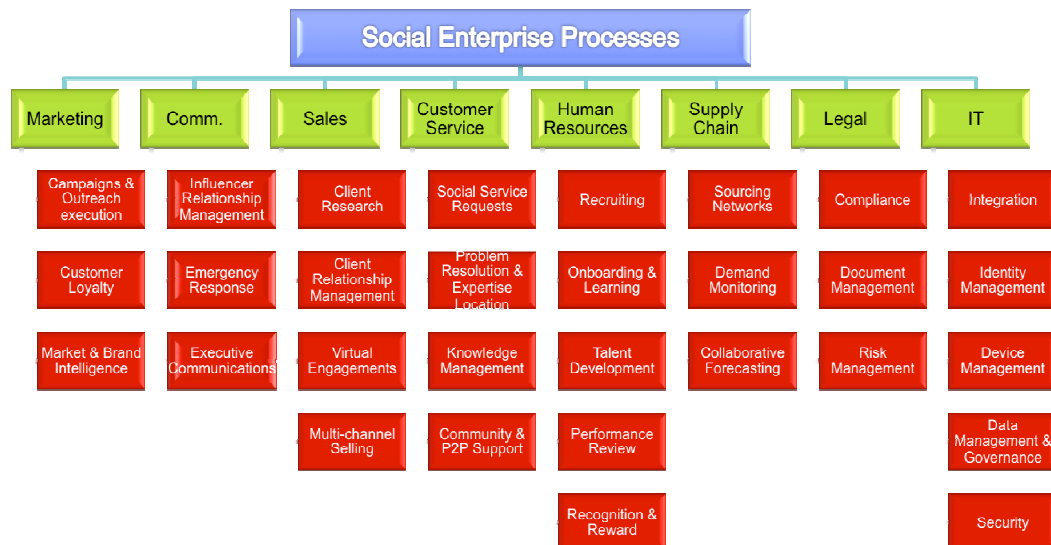 Social Enterprise Processes
Marketing
Comm.
Sales
Customer
Service
Human
Resources
Supply
Chain
Legal
IT
Campaigns &
Outreach
execution
Influencer
Relationship
Management
Client
Research
Social Service
Requests
Recruiting
Sourcing
Networks
Compliance
Integration
Customer
Loyalty
Emergency
Response
Client
Relationship
Management
Problem
Resolution &
Expertise
Location
Onboarding &
Learning
Demand
Monitoring
Document
Management
Identity
Management
Market & Brand
Intelligence
Executive
Communications
Virtual
Engagements
Knowledge
Management
Talent
Development
Collaborative
Forecasting
Risk
Management
Device
Management
Multi-channel
Selling
Community &
P2P Support
Performance
Review
Data
Management &
Governance
Recognition &
Reward
Security